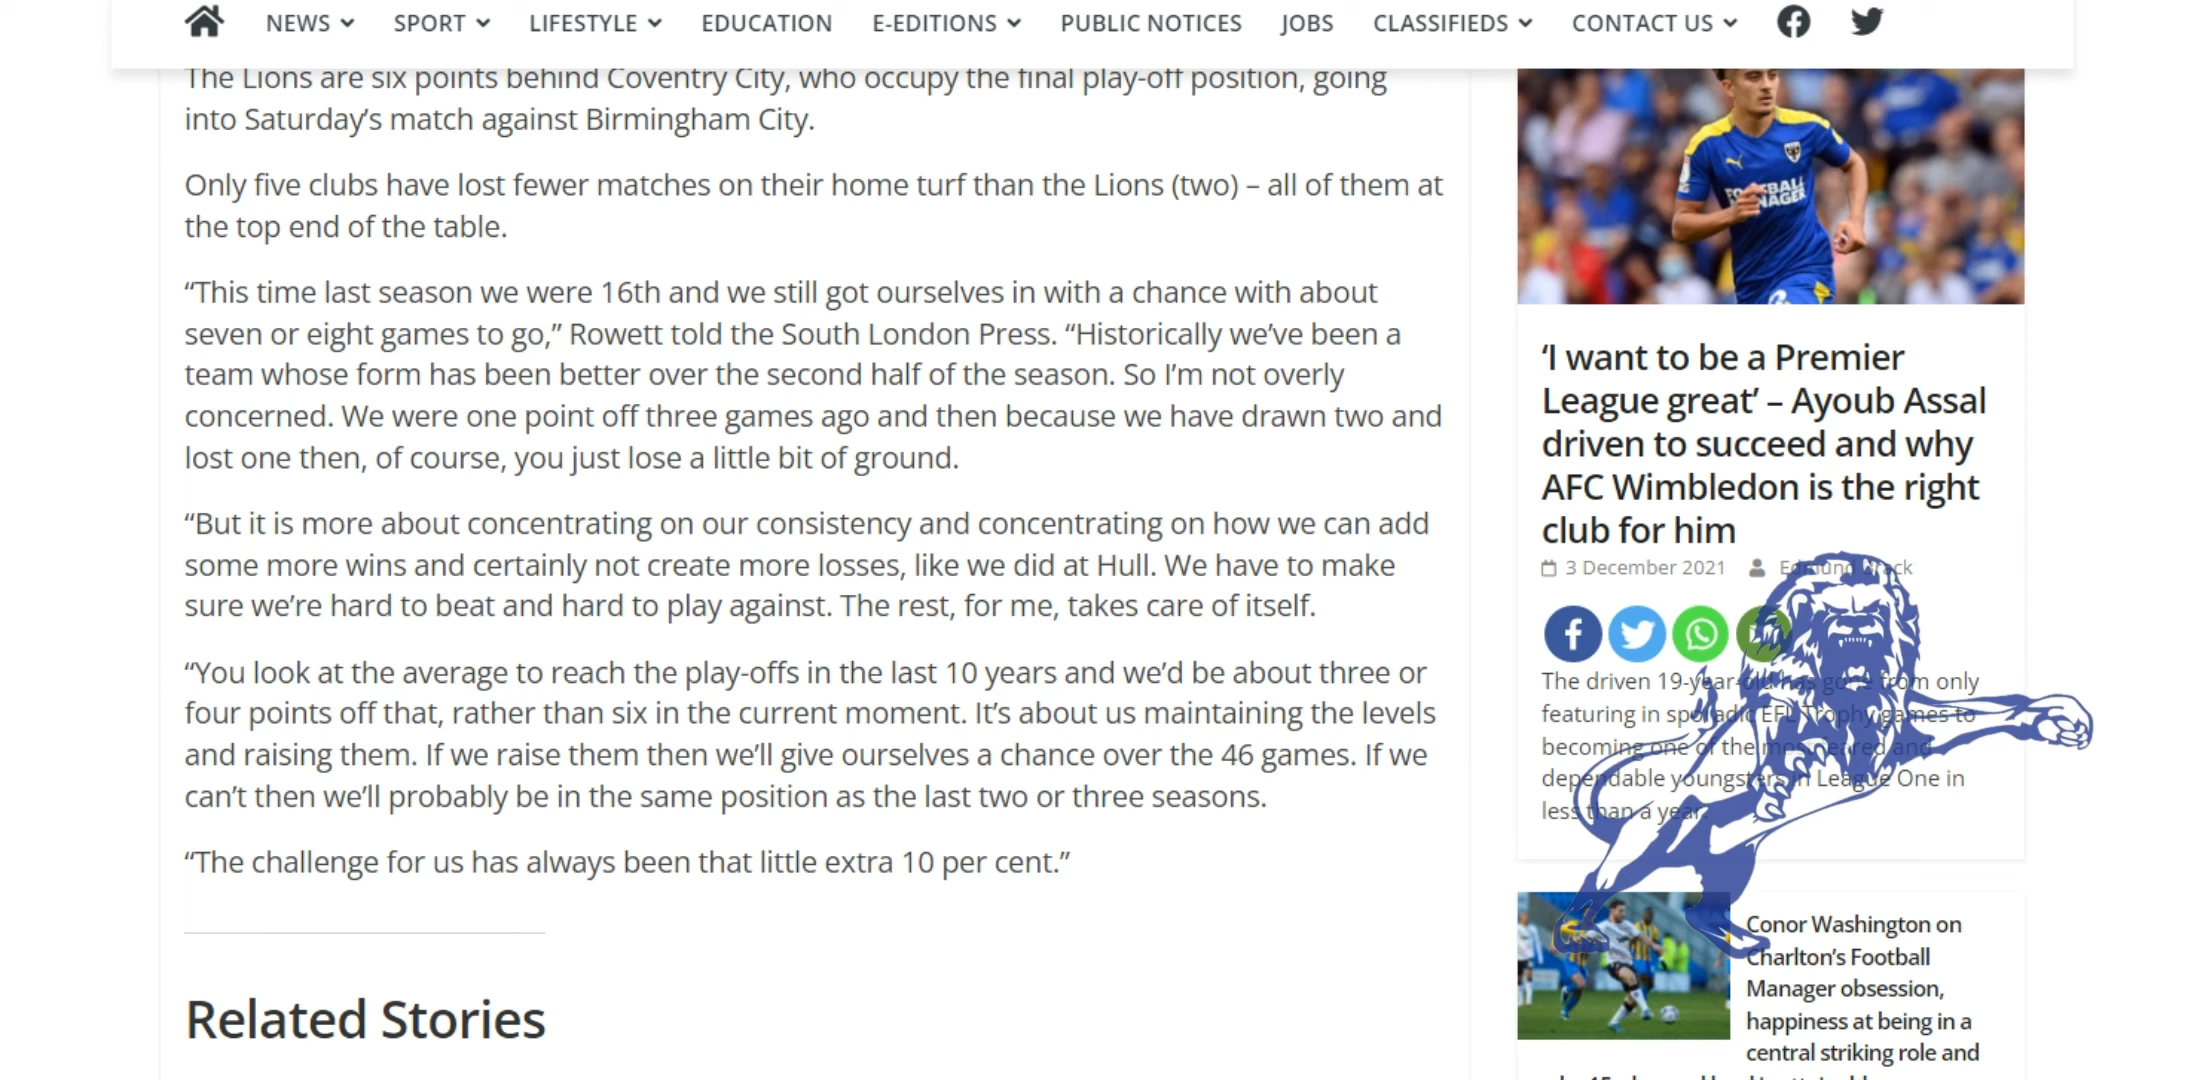 NEWS SPORT LIFESTYLE EDUCATION E-EDITIONS PUBLIC NOTICES JOBS CLASSIFIEDS CONTACT US
The Lions are six points behind Coventry City, who occupy the final play-off position, going
into Saturday’s match against Birmingham City.
Only five clubs have lost fewer matches on their home turf than the Lions (two) – all of them at
the top end of the table.
“This time last season we were 16th and we still got ourselves in with a chance with about
seven or eight games to go,” Rowett told the South London Press. “Historically we’ve been a
team whose form has been better over the second half of the season. So I’m not overly
concerned. We were one point off three games ago and then because we have drawn two and
lost one then, of course, you just lose a little bit of ground.
“But it is more about concentrating on our consistency and concentrating on how we can add
some more wins and certainly not create more losses, like we did at Hull. We have to make
sure we’re hard to beat and hard to play against. The rest, for me, takes care of itself.
“You look at the average to reach the play-offs in the last 10 years and we’d be about three or
four points off that, rather than six in the current moment. It’s about us maintaining the levels
and raising them. If we raise them then we’ll give ourselves a chance over the 46 games. If we
can’t then we’ll probably be in the same position as the last two or three seasons.
“The challenge for us has always been that little extra 10 per cent.”
Related Stories
FOOTBALL
MANAGER
‘I want to be a Premier
League great’ – Ayoub Assal
driven to succeed and why
AFC Wimbledon is the right
club for him
3 December 2021 Edmund Brack
The driven 19-year-old has gone from only
featuring in sporadic EFL Trophy games to
becoming one of the most feared and
dependable youngsters in League One in
less than a year.
Conor Washington on
Charlton’s Football
Manager obsession,
happiness at being in a
central striking role and